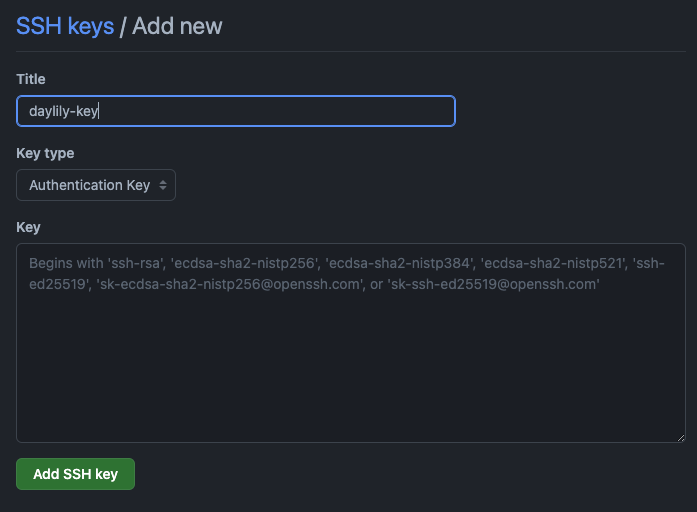 SSH keys / Add new
Title
daylily-key
Key type
Authentication Key
Key
Begins with 'ssh-rsa', 'ecdsa-sha2-nistp256', 'ecdsa-sha2-nistp384', 'ecdsa-sha2-nistp521', 'ssh-
ed25519', 'sk-ecdsa-sha2-nistp256@openssh.com', or 'sk-ssh-ed25519@openssh.com'
Add SSH key